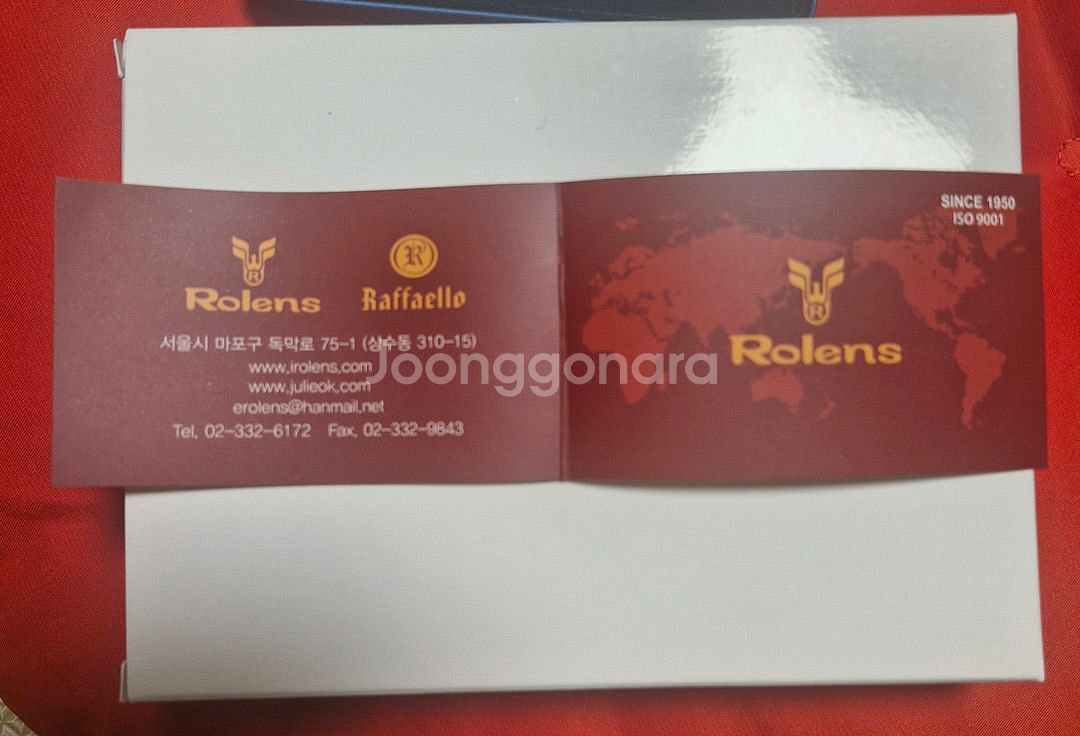 Rolens
Raffaello
서울시 마포구 독막로 75-1 (상수동 310-15)
www.irolens.com
www.julieok.com
erolens@hanmail.net
Tel. 02-332-6172 Fax. 02-332-9843
SINCE 1950
ISO 9001
Rolens
Joonggonara